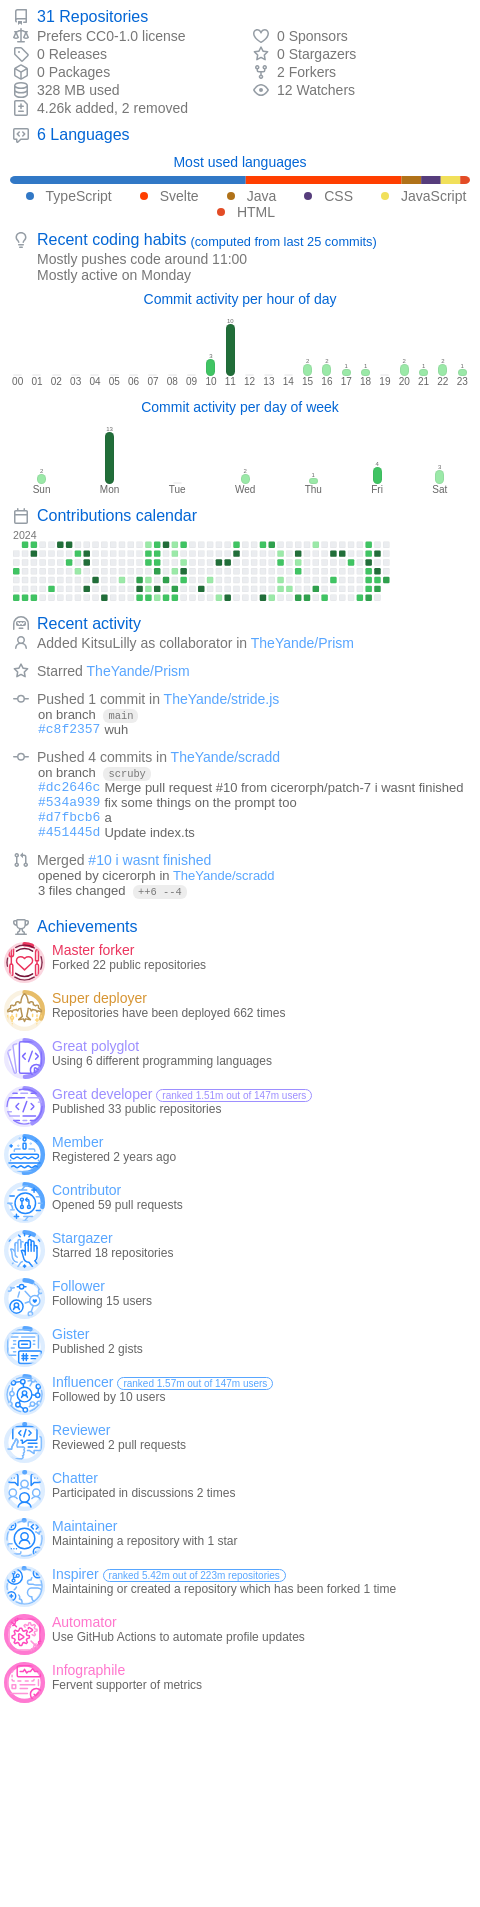 31 Repositories
Prefers CC0-1.0 license
0 Sponsors
0 Releases
0 Stargazers
0 Packages
2 Forkers
328 MB used
12 Watchers
4.26k added, 2 removed
6 Languages
Most used languages
TypeScript Svelte Java CSS JavaScript
HTML
Recent coding habits (computed from last 25 commits)
Mostly pushes code around 11:00
Mostly active on Monday
Commit activity per hour of day
3 10 2 2 1 1 2 1 2 1
00 01 02 03 04 05 06 07 08 09 10 11 12 13 14 15 16 17 18 19 20 21 22 23
Commit activity per day of week
2 13 2 1 4 3
Sun Mon Tue Wed Thu Fri Sat
Contributions calendar
2024
Recent activity
Added KitsuLilly as collaborator in TheYande/Prism
Starred TheYande/Prism
Pushed 1 commit in TheYande/stride.js
on branch main
#c8f2357 wuh
Pushed 4 commits in TheYande/scradd
on branch scruby
#dc2646c Merge pull request #10 from cicerorph/patch-7 i wasnt finished
#534a939 fix some things on the prompt too
#d7fbcb6 a
#451445d Update index.ts
Merged #10 i wasnt finished
opened by cicerorph in TheYande/scradd
3 files changed ++6 --4
Achievements
Master forker
Forked 22 public repositories
Super deployer
Repositories have been deployed 662 times
Great polyglot
Using 6 different programming languages
Great developer ranked 1.51m out of 147m users
Published 33 public repositories
Member
Registered 2 years ago
Contributor
Opened 59 pull requests
Stargazer
Starred 18 repositories
Follower
Following 15 users
Gister
Published 2 gists
Influencer ranked 1.57m out of 147m users
Followed by 10 users
Reviewer
Reviewed 2 pull requests
Chatter
Participated in discussions 2 times
Maintainer
Maintaining a repository with 1 star
Inspirer ranked 5.42m out of 223m repositories
Maintaining or created a repository which has been forked 1 time
Automator
Use GitHub Actions to automate profile updates
Infographile
Fervent supporter of metrics